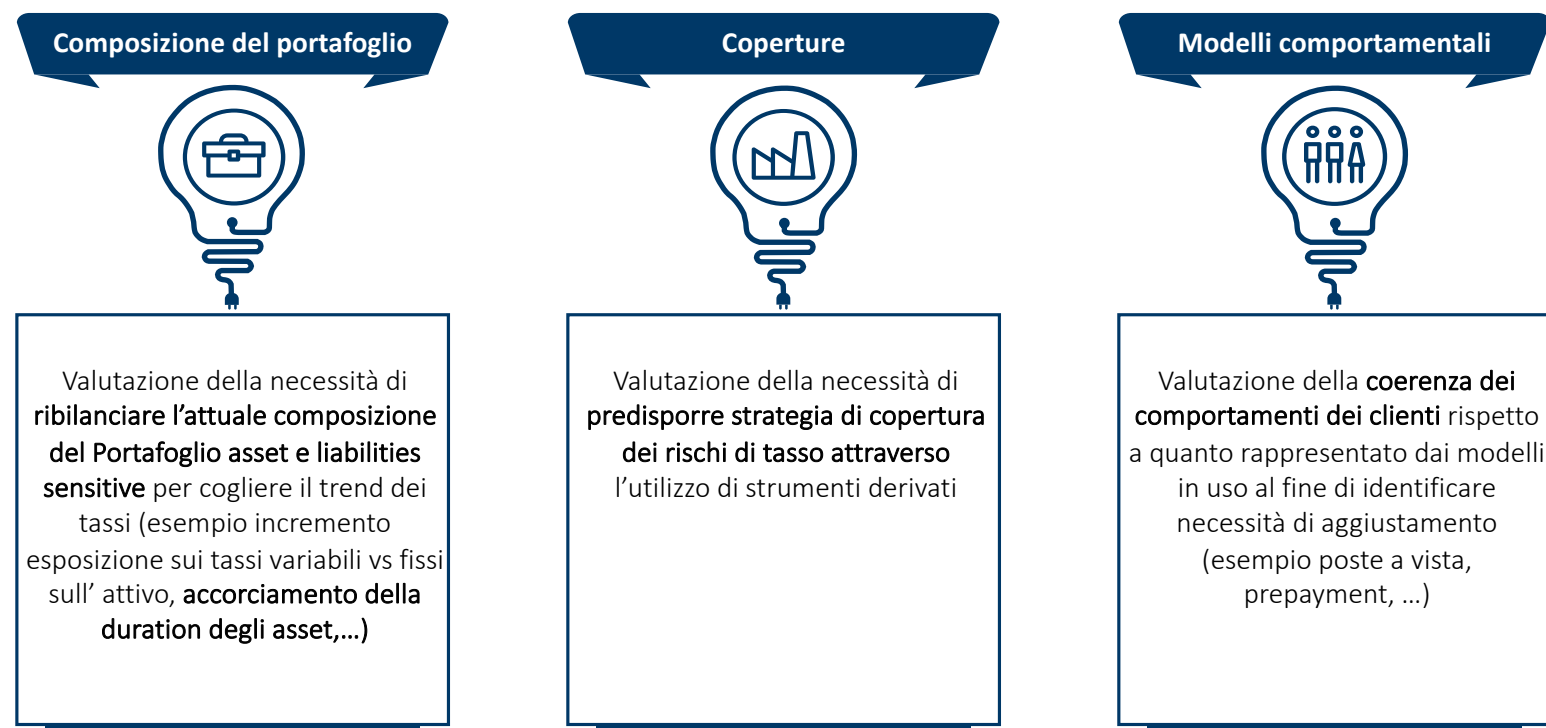 Composizione del portafoglio
Valutazione della necessità di
ribilanciare l’attuale composizione
del Portafoglio asset e liabilities
sensitive per cogliere il trend dei
tassi (esempio incremento
esposizione sui tassi variabili vs fissi
sull’ attivo, accorciamento della
duration degli asset,…)
Coperture
Valutazione della necessità di
predisporre strategia di copertura
dei rischi di tasso attraverso
l’utilizzo di strumenti derivati
Modelli comportamentali
Valutazione della coerenza dei
comportamenti dei clienti rispetto
a quanto rappresentato dai modelli
in uso al fine di identificare
necessità di aggiustamento
(esempio poste a vista,
prepayment, …)